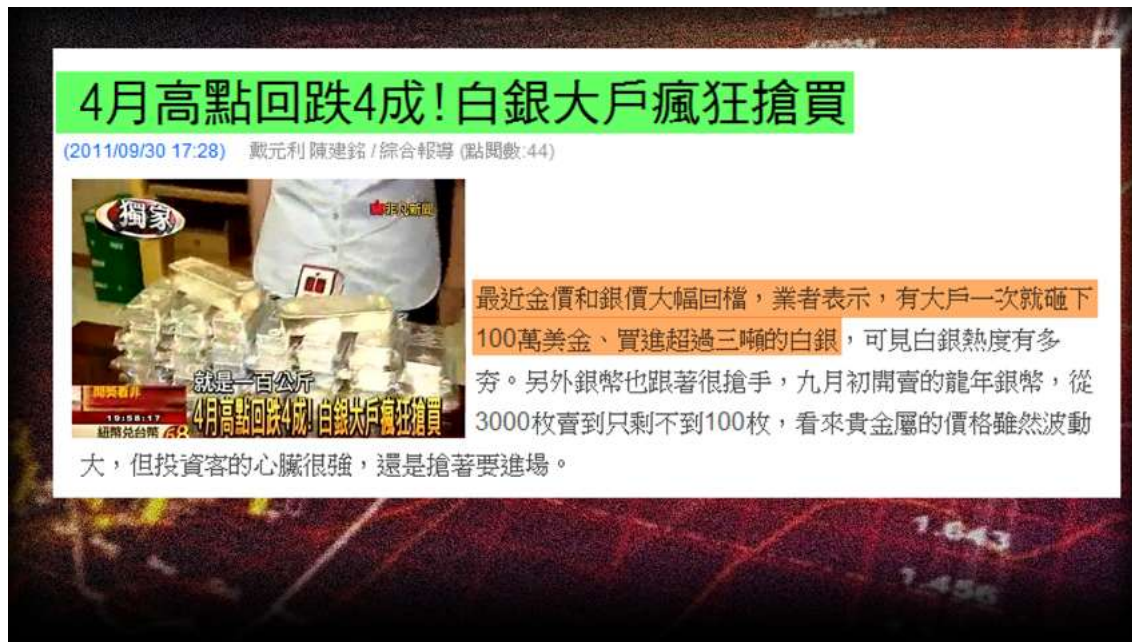 4月高點回跌4成!白銀大戶瘋狂搶買
(2011/09/30 17:28) 戴元利 陳建銘 / 綜合報導 (點閱數:44)
獨家
非凡新聞
最近金價和銀價大幅回檔，業者表示，有大戶一次就砸下
100萬美金、買進超過三噸的白銀，可見白銀熱度有多
夯。另外銀幣也跟著很搶手，九月初開賣的龍年銀幣，從
3000枚賣到只剩不到100枚，看來貴金屬的價格雖然波動
大，但投資客的心臟很強，還是搶著要進場。
就是一百公斤
4月高點回跌4成! 白銀大戶瘋狂搶買
19:58:17
紐幣兌台幣
1.643
1.456